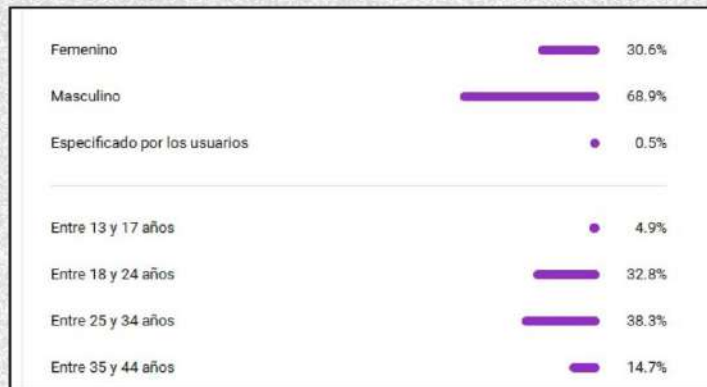 Femenino 30.6%
Masculino 68.9%
Especificado por los usuarios 0.5%
Entre 13 y 17 años 4.9%
Entre 18 y 24 años 32.8%
Entre 25 y 34 años 38.3%
Entre 35 y 44 años 14.7%